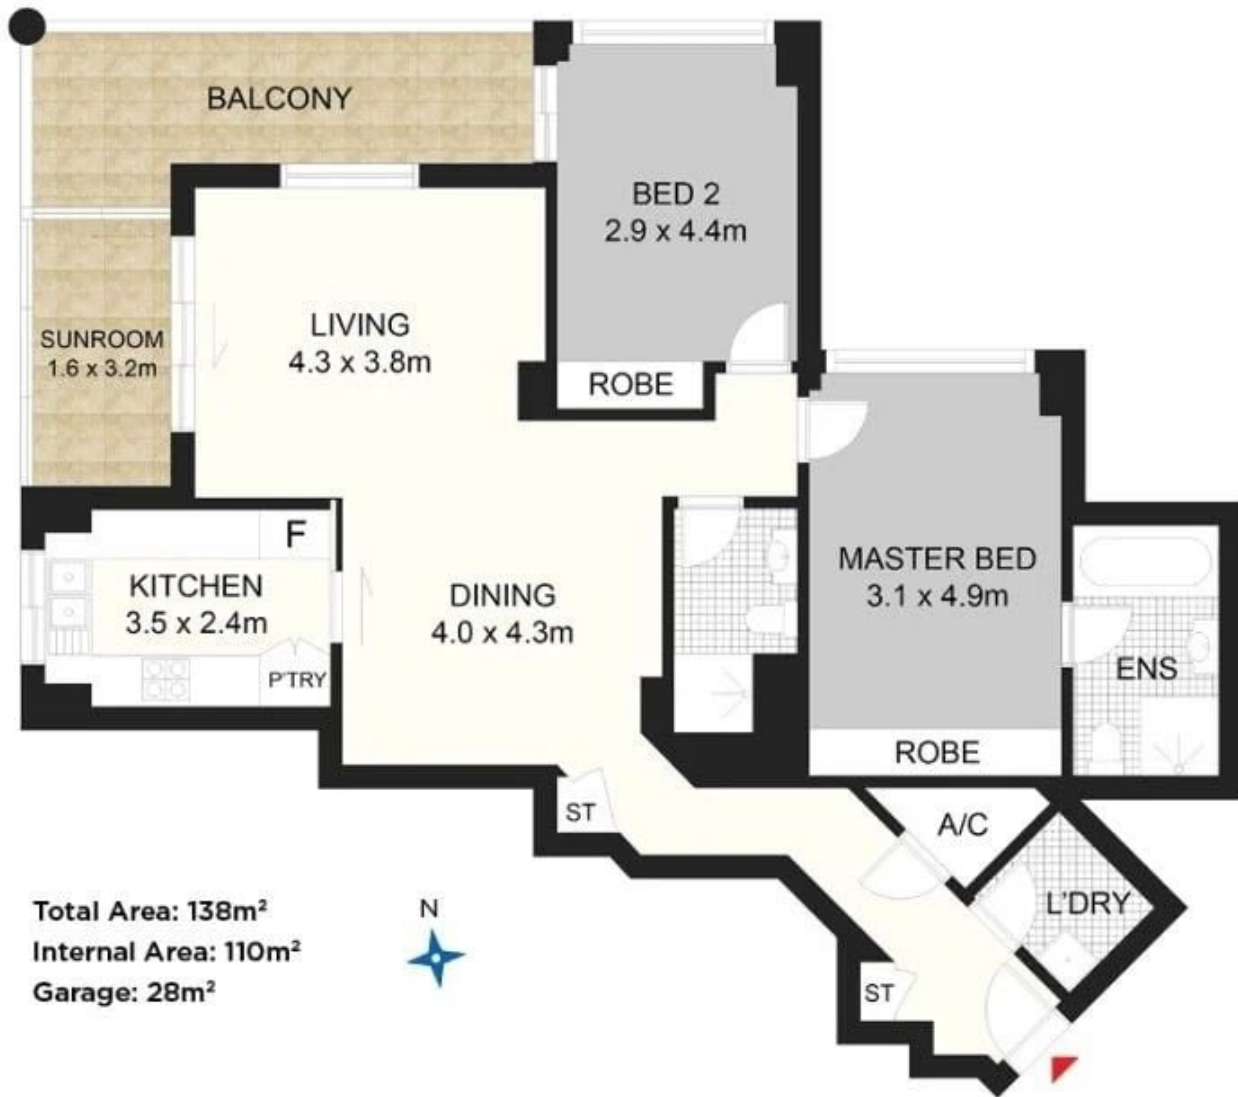 BALCONY
BED 2
2.9 x 4.4m
LIVING
4.3 x 3.8m
SUNROOM
1.6 x 3.2m
ROBE
F
KITCHEN
3.5 x 2.4m
P'TRY
DINING
4.0 x 4.3m
MASTER BED
3.1 x 4.9m
ENS
ROBE
ST
A/C
L'DRY
ST
Total Area: 138m²
Internal Area: 110m²
Garage: 28m²
N